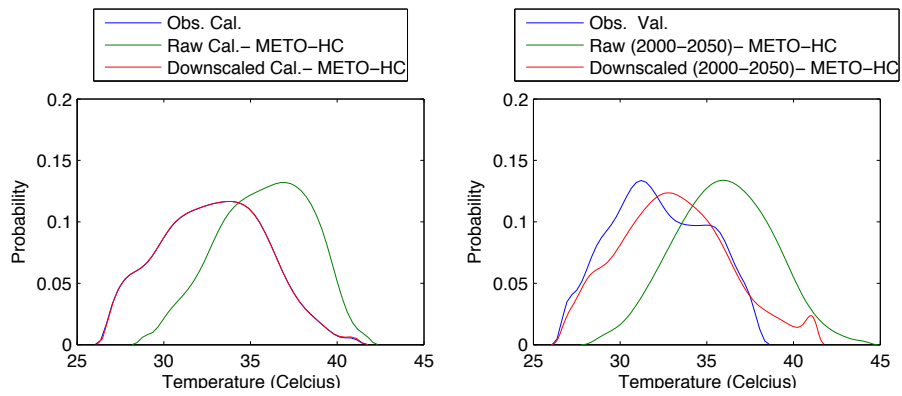 Obs. Cal.
Raw Cal.− METO−HC
Downscaled Cal.− METO−HC
0.2
0.15
0.1
0.05
0
Probability
25 30 35 40 45
Temperature (Celcius)
Obs. Val.
Raw (2000−2050)− METO−HC
Downscaled (2000−2050)− METO−HC
0.2
0.15
0.1
0.05
0
Probability
25 30 35 40 45
Temperature (Celcius)